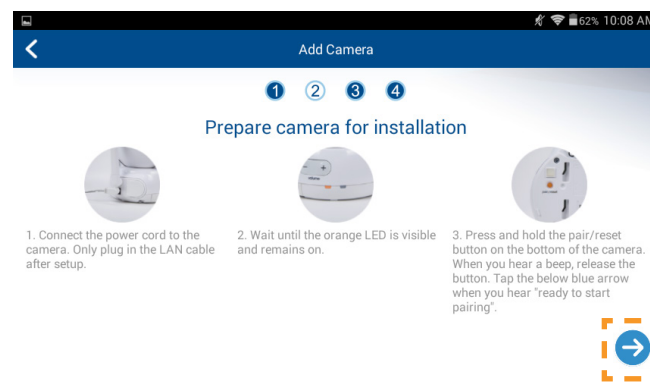 62% 10:08 AM
Add Camera
1 2 3 4
Prepare camera for installation
1. Connect the power cord to the
camera. Only plug in the LAN cable
after setup.
2. Wait until the orange LED is visible
and remains on.
3. Press and hold the pair/reset
button on the bottom of the camera.
When you hear a beep, release the
button. Tap the below blue arrow
when you hear "ready to start
pairing".